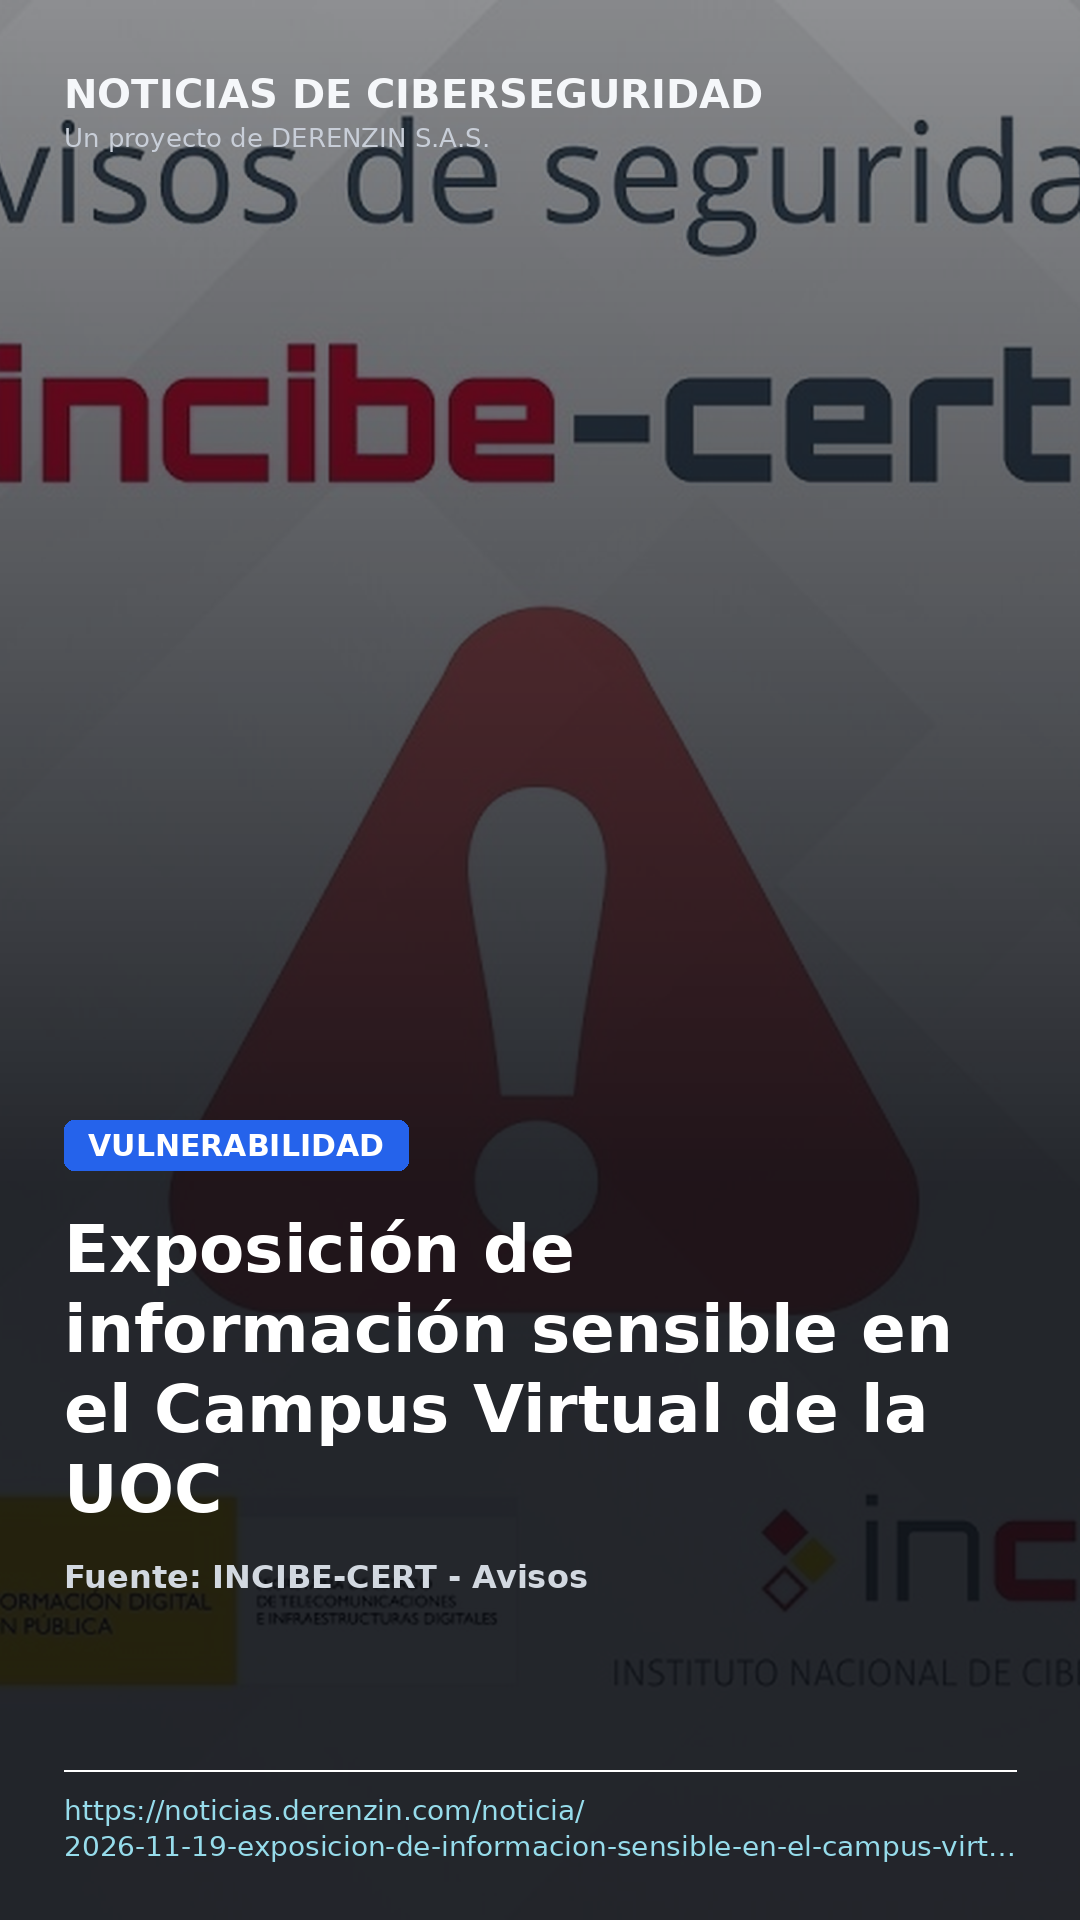 NOTICIAS DE CIBERSEGURIDAD
Un proyecto de DERENZIN S.A.S.
visos de segurida
incibe-cert
VULNERABILIDAD
Exposición de
información sensible en
el Campus Virtual de la
UOC
Fuente: INCIBE-CERT - Avisos
ORMACIÓN DIGITAL
N PÚBLICA
DE TELECOMUNICACIONES
E INFRAESTRUCTURAS DIGITALES
inc
INSTITUTO NACIONAL DE CIB
https://noticias.derenzin.com/noticia/
2026-11-19-exposicion-de-informacion-sensible-en-el-campus-virt…